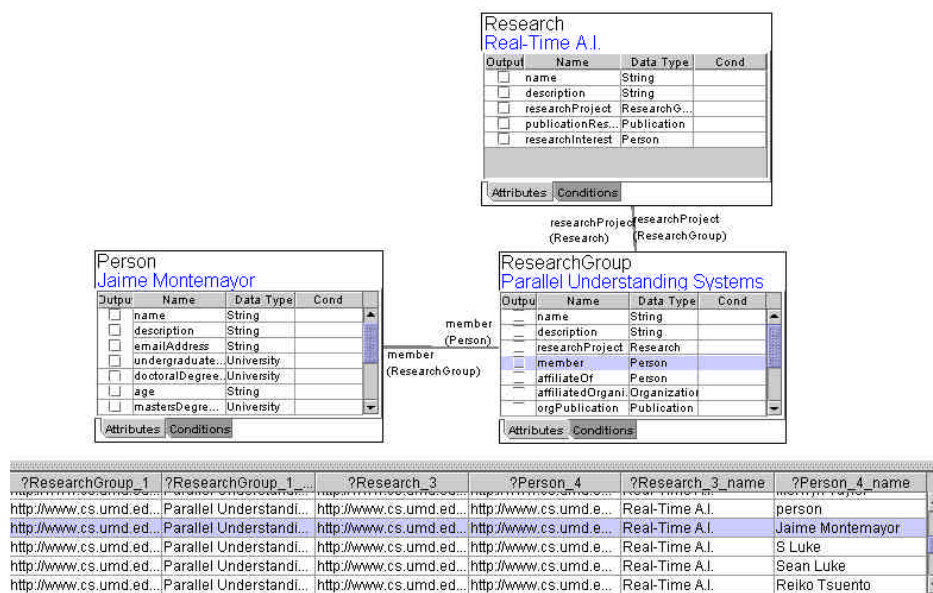 Research
Real-Time A.I.
Output Name Data Type Cond
name String
description String
researchProject ResearchG...
publicationRes... Publication
researchInterest Person
Attributes Conditions
researchProject researchProject
(Research) (ResearchGroup)
Person
Jaime Montemayor
Outpu Name Data Type Cond
name String
description String
emailAddress String
undergraduate... University
doctoralDegree.. University
age String
mastersDegre... University
Attributes Conditions
member
(Person)
member
(ResearchGroup)
ResearchGroup
Parallel Understanding Systems
Outpu Name Data Type Cond
name String
description String
researchProject Research
member Person
affiliateOf Person
affiliatedOrgani. Organization
orgPublication Publication
Attributes Conditions
?ResearchGroup_1 ?ResearchGroup_1_... ?Research_3 ?Person_4 ?Research_3_name ?Person_4_name
http://www.cs.umd.ed... Parallel Understandi... http://www.cs.umd.ed... http://www.cs.umd.e... Real-Time A.I. person
http://www.cs.umd.ed... Parallel Understandi... http://www.cs.umd.ed... http://www.cs.umd.e... Real-Time A.I. Jaime Montemayor
http://www.cs.umd.ed... Parallel Understandi... http://www.cs.umd.ed... http://www.cs.umd.e... Real-Time A.I. S Luke
http://www.cs.umd.ed... Parallel Understandi... http://www.cs.umd.ed... http://www.cs.umd.e... Real-Time A.I. Sean Luke
http://www.cs.umd.ed... Parallel Understandi... http://www.cs.umd.ed... http://www.cs.umd.e... Real-Time A.I. Reiko Tsuento